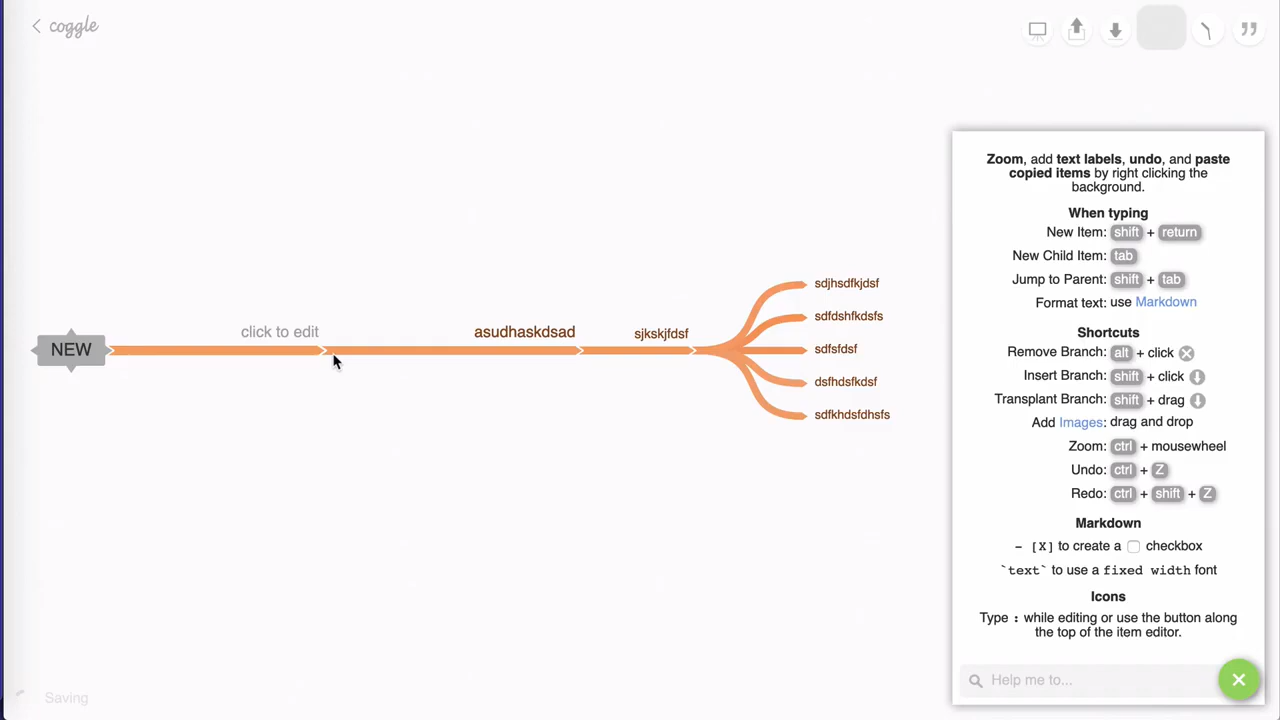 coggle
Zoom, add text labels, undo, and paste
copied items by right clicking the
background.
When typing
New Item: shift + return
New Child Item: tab
Jump to Parent: shift + tab
Format text: use Markdown
Shortcuts
Remove Branch: alt + click
Insert Branch: shift + click
Transplant Branch: shift + drag
Add Images: drag and drop
Zoom: ctrl + mousewheel
Undo: ctrl + Z
Redo: ctrl + shift + Z
Markdown
- [X] to create a checkbox
`text` to use a fixed width font
Icons
Type : while editing or use the button along
the top of the item editor.
Help me to...
NEW
click to edit
asudhaskdsad
sjkskjfdsf
sdjhsdfkjdsf
sdfdshfkdsfs
sdfsfdsf
dsfhdsfkdsf
sdfkhdsfdhsfs
Saving